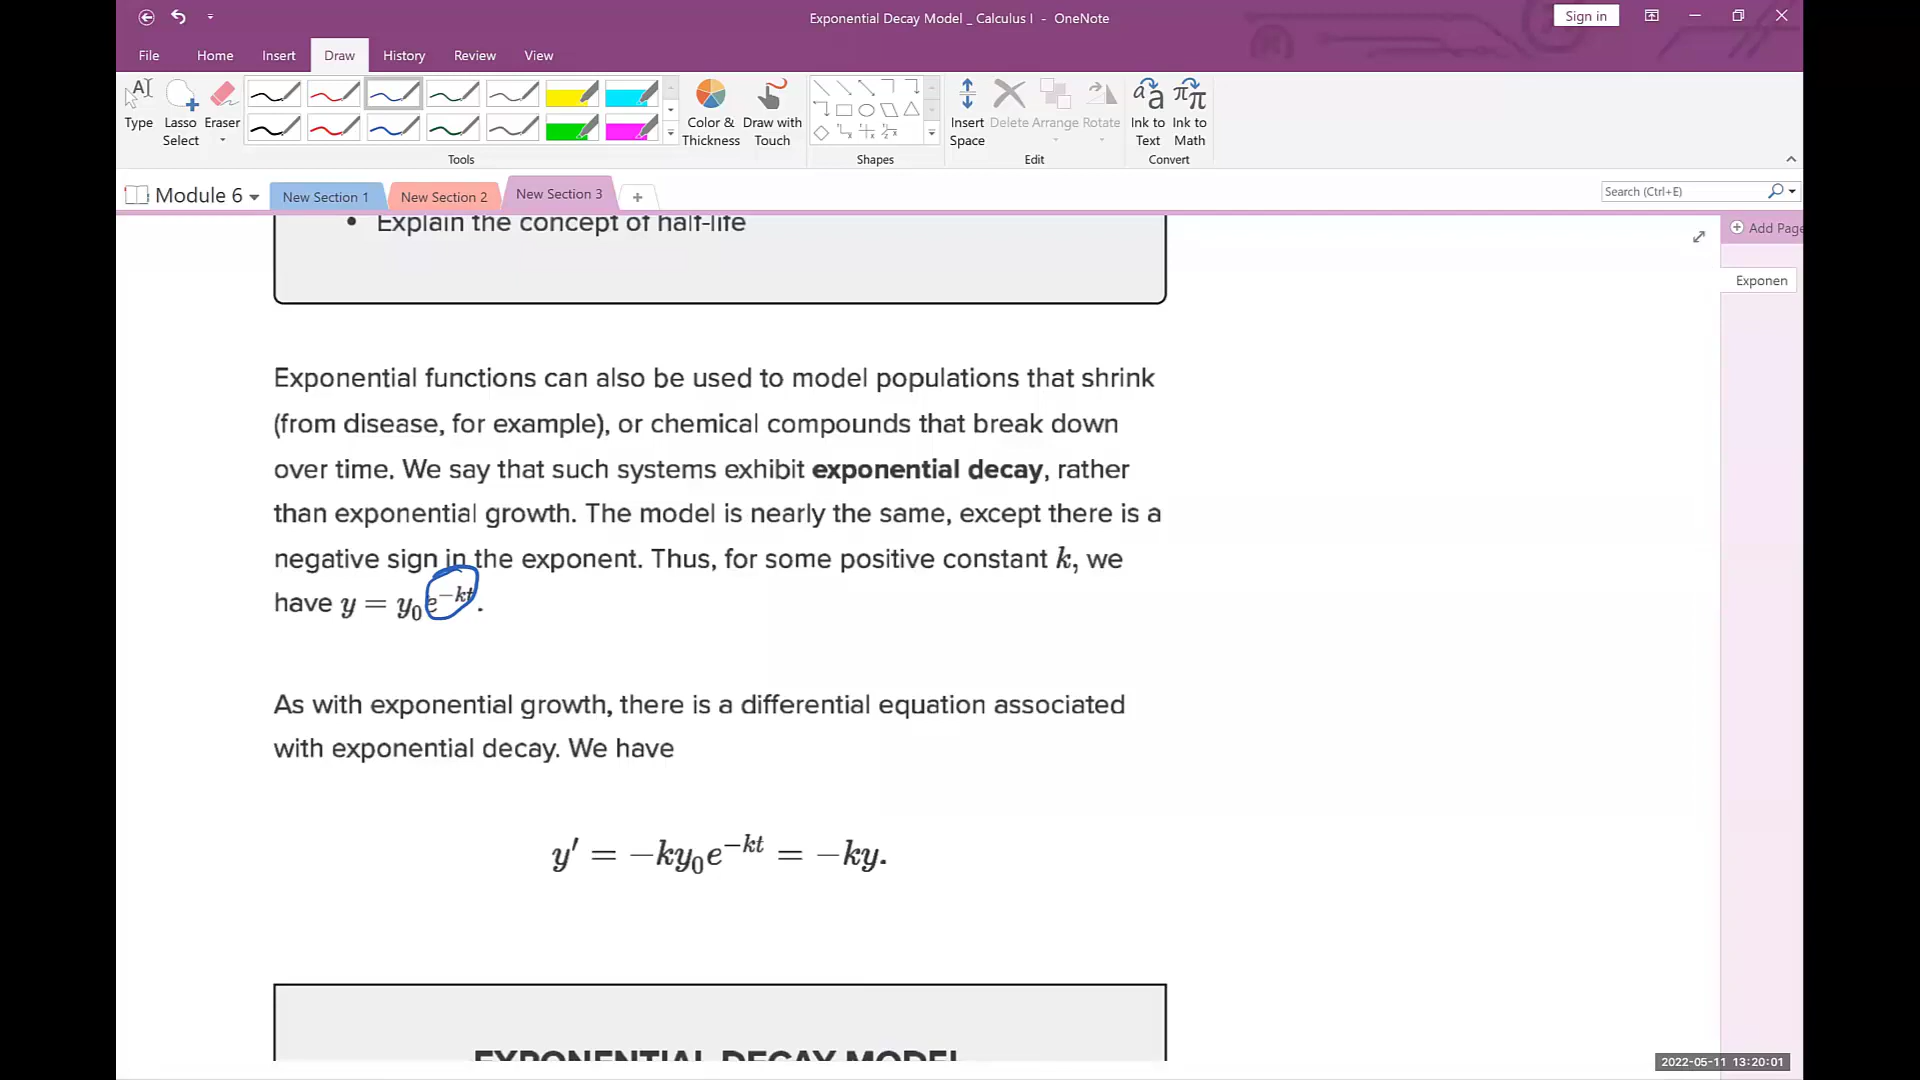 Exponential Decay Model _ Calculus I - OneNote
Sign in
File Home Insert Draw History Review View
Type
Lasso Select
Eraser
Color & Thickness
Draw with Touch
Insert Space
Delete
Arrange
Rotate
Ink to Text
Ink to Math
Tools
Shapes
Edit
Convert
Module 6
New Section 1
New Section 2
New Section 3
Search (Ctrl+E)
Add Page
Exponen
• Explain the concept of half-life
Exponential functions can also be used to model populations that shrink
(from disease, for example), or chemical compounds that break down
over time. We say that such systems exhibit exponential decay, rather
than exponential growth. The model is nearly the same, except there is a
negative sign in the exponent. Thus, for some positive constant k, we
have y = y₀e^{−kt}.
As with exponential growth, there is a differential equation associated
with exponential decay. We have
y′ = −ky₀e^{−kt} = −ky.
EXPONENTIAL DECAY MODEL
2022-05-11 13:20:01